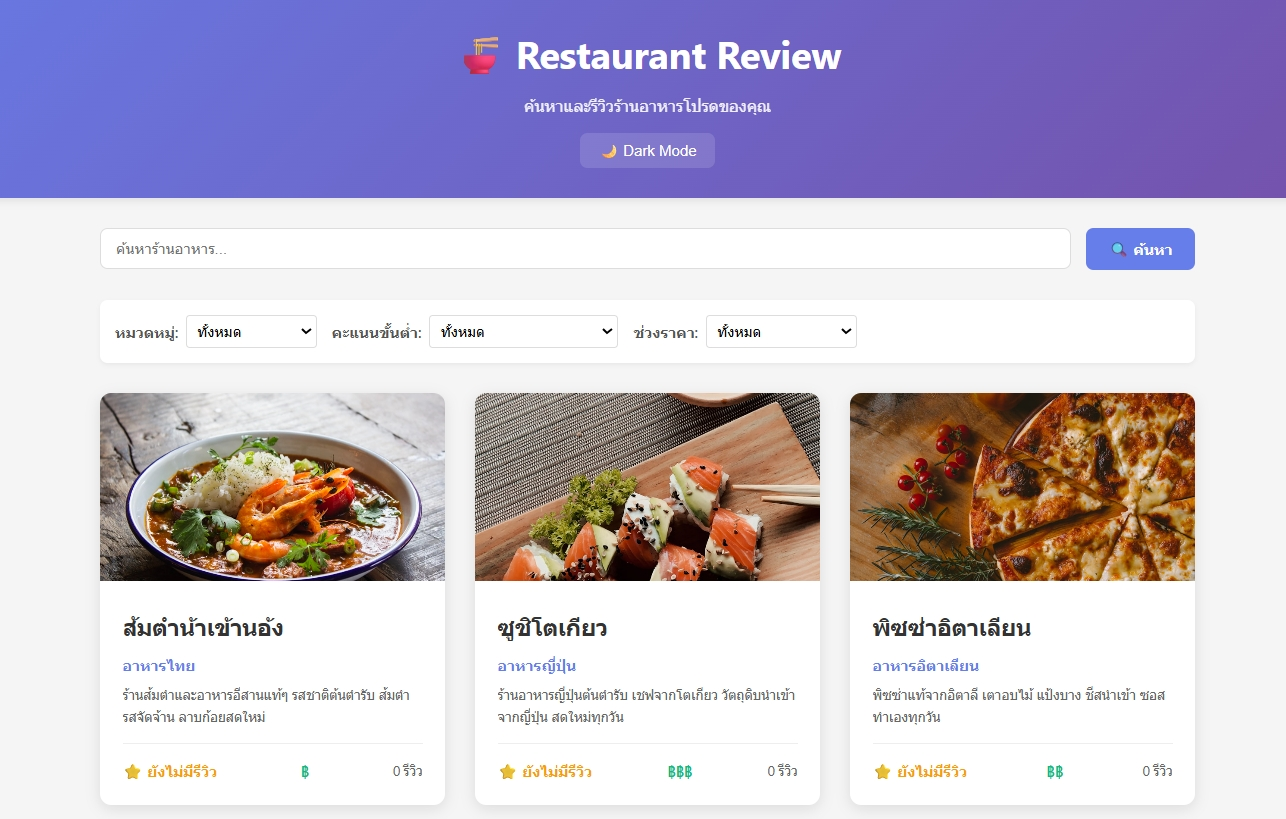 Restaurant Review
ค้นหาและรีวิวร้านอาหารโปรดของคุณ
🌙 Dark Mode
ค้นหาร้านอาหาร...
🔍 ค้นหา
หมวดหมู่: ทั้งหมด คะแนนขั้นต่ำ: ทั้งหมด ช่วงราคา: ทั้งหมด
ส้มตำน้าเข้านอ้ง
อาหารไทย
ร้านส้มตำและอาหารอีสานแท้ๆ รสชาติต้นตำรับ ส้มตำ
รสจัดจ้าน ลาบก้อยสดใหม่
⭐ ยังไม่มีรีวิว ฿ 0 รีวิว
ซูชิโตเกียว
อาหารญี่ปุ่น
ร้านอาหารญี่ปุ่นต้นตำรับ เชฟจากโตเกียว วัตถุดิบนำเข้า
จากญี่ปุ่น สดใหม่ทุกวัน
⭐ ยังไม่มีรีวิว ฿฿฿ 0 รีวิว
พิซซ่าอิตาเลียน
อาหารอิตาเลียน
พิซซ่าแท้จากอิตาลี เตาอบไม้ แป้งบาง ชีสนำเข้า ซอส
ทำเองทุกวัน
⭐ ยังไม่มีรีวิว ฿฿ 0 รีวิว